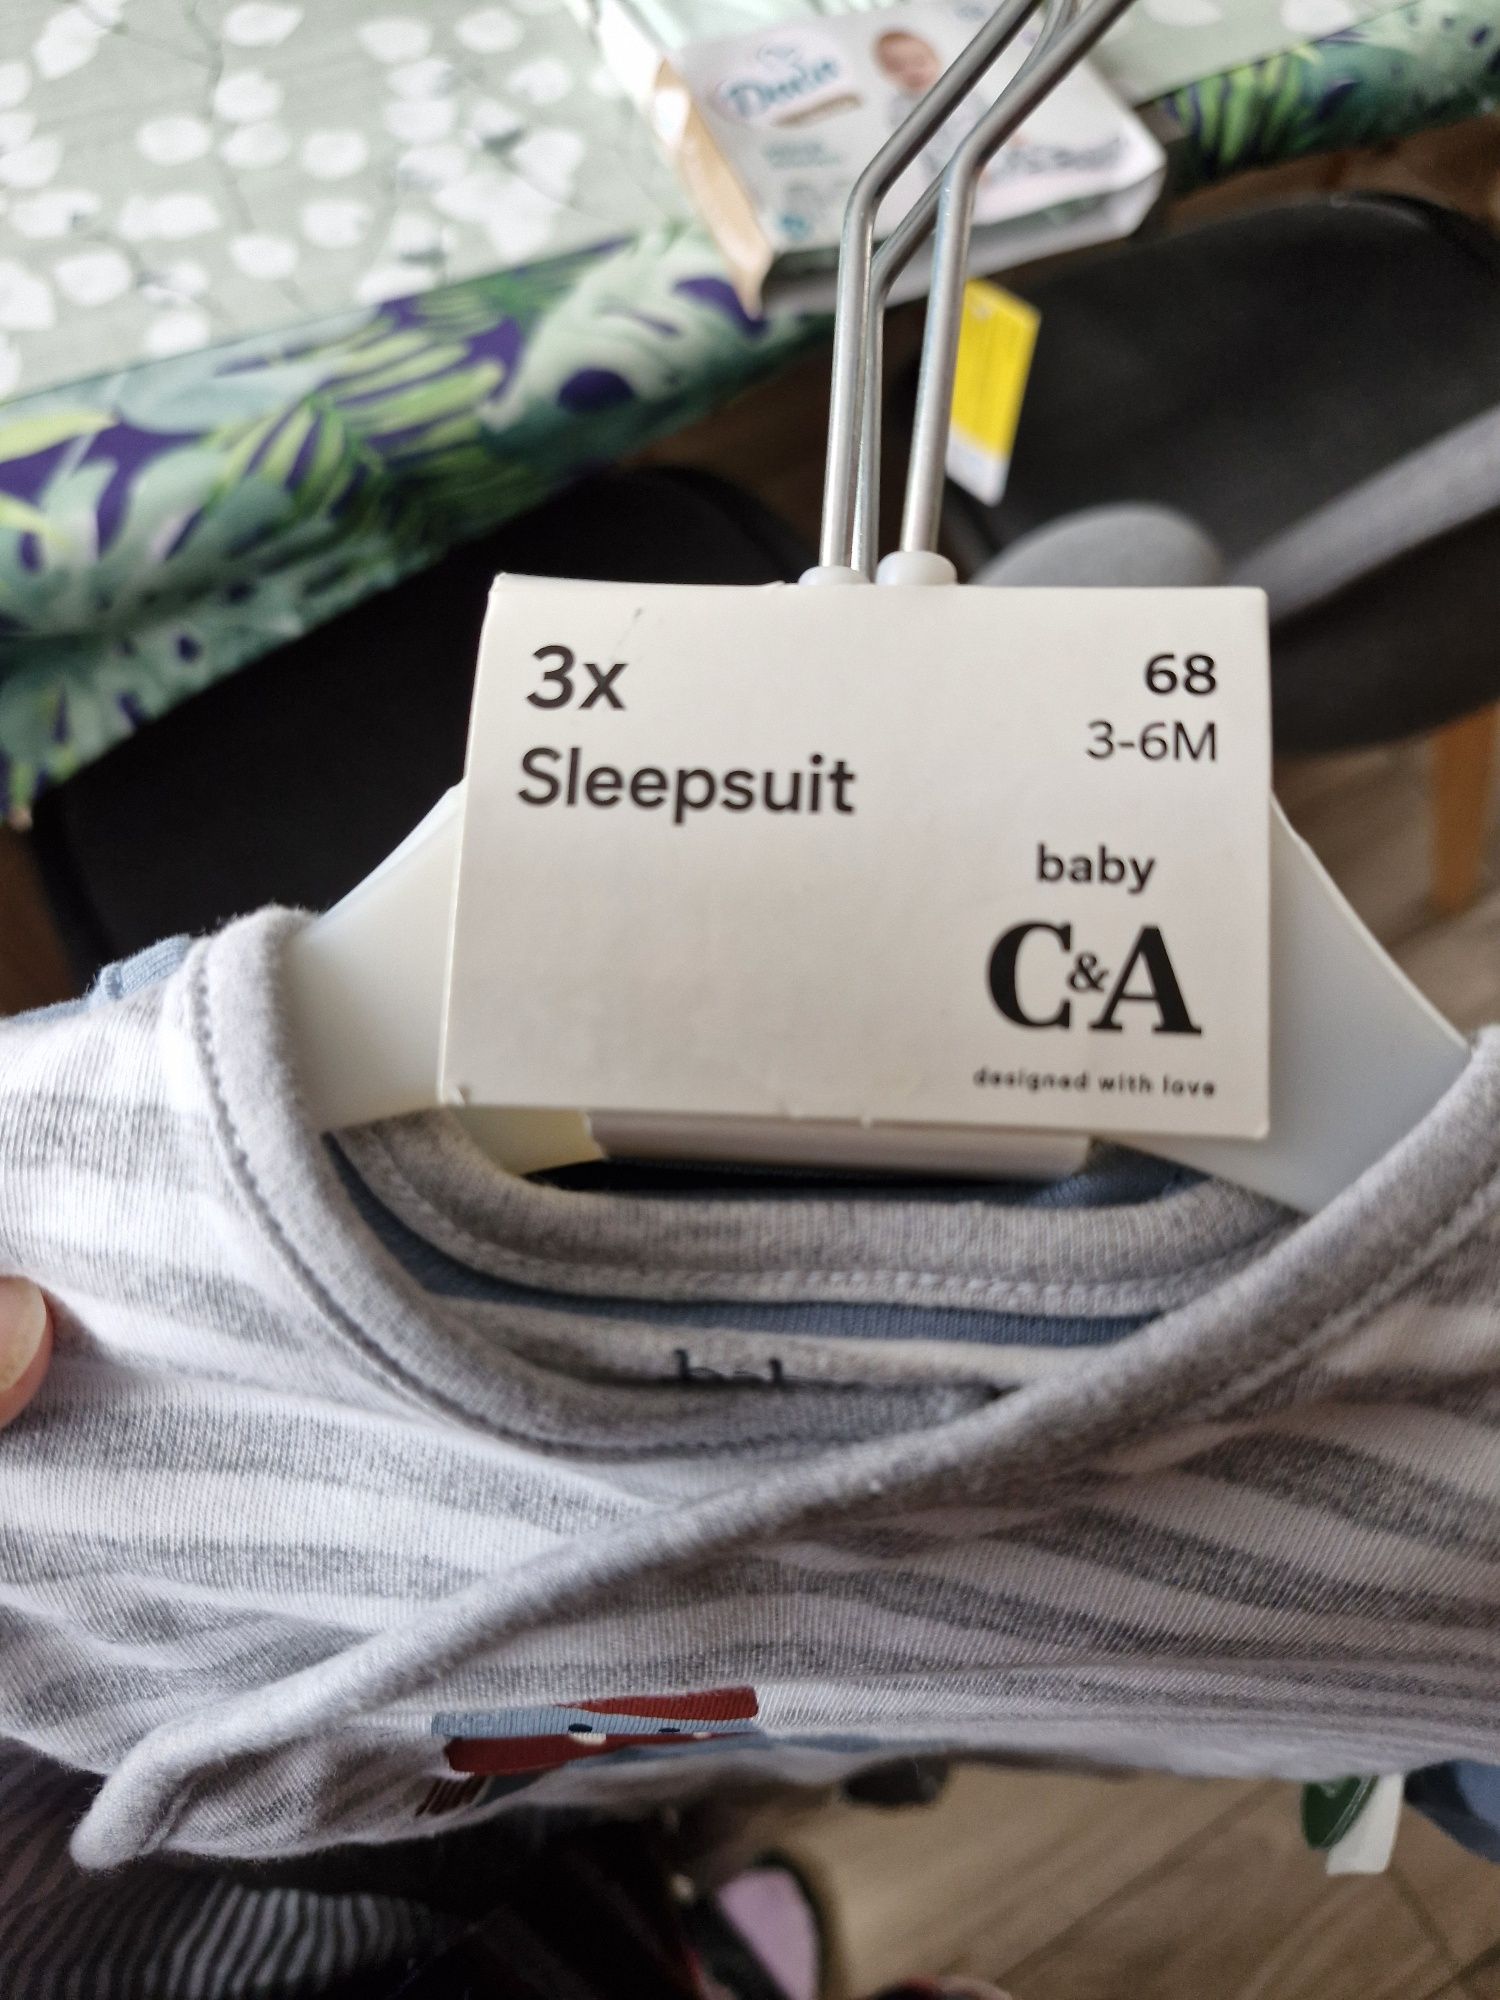 3x
Sleepsuit
68
3-6M
baby
C&A
designed with love